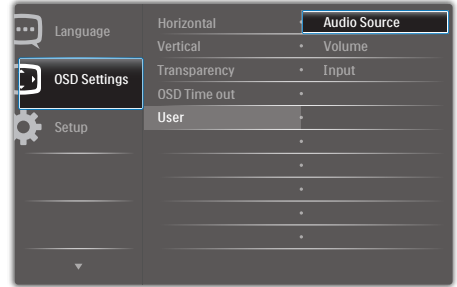 Language
OSD Settings
Setup
Horizontal
Vertical
Transparency
OSD Time out
User
Audio Source
Volume
Input